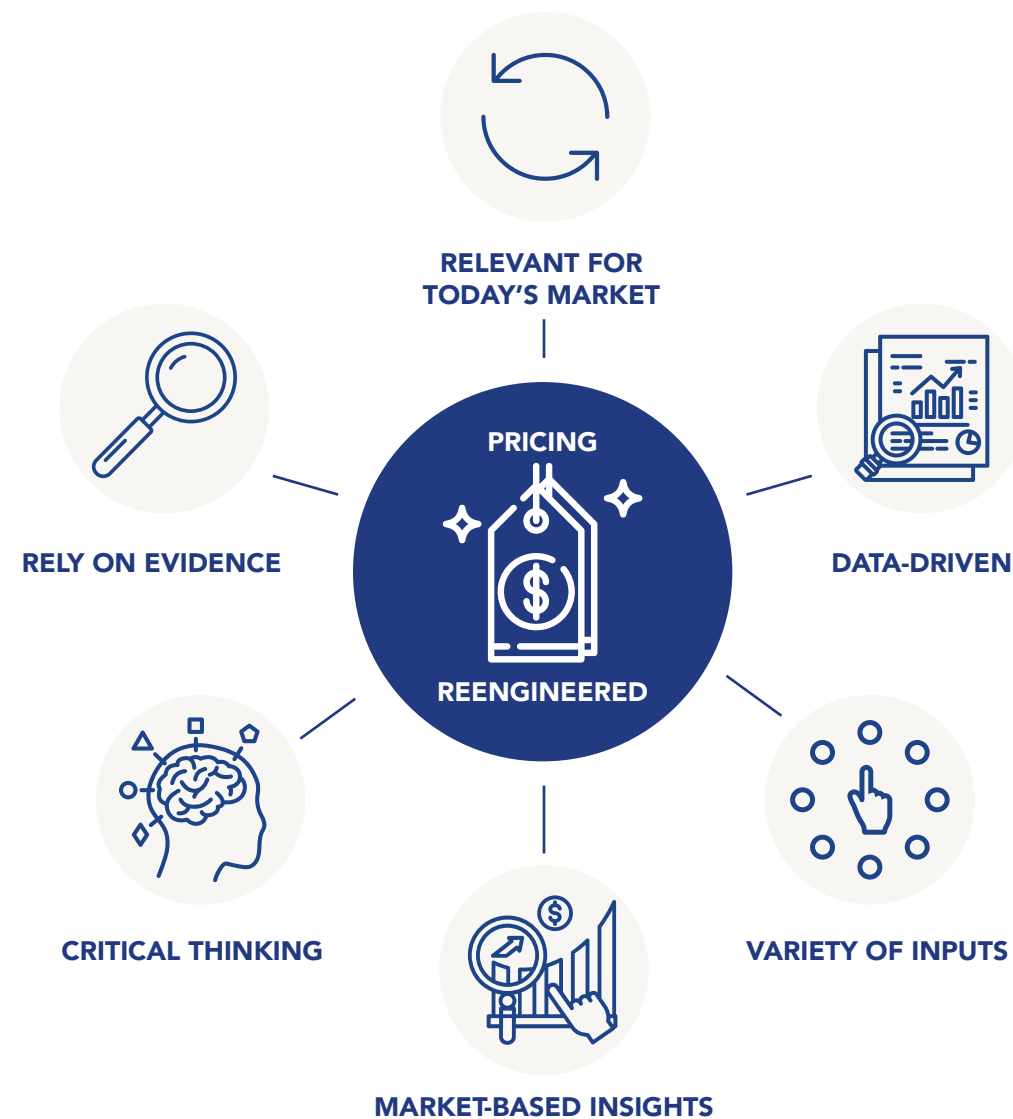 RELEVANT FOR
TODAY’S MARKET
PRICING
REENGINEERED
RELY ON EVIDENCE
DATA-DRIVEN
CRITICAL THINKING
VARIETY OF INPUTS
MARKET-BASED INSIGHTS